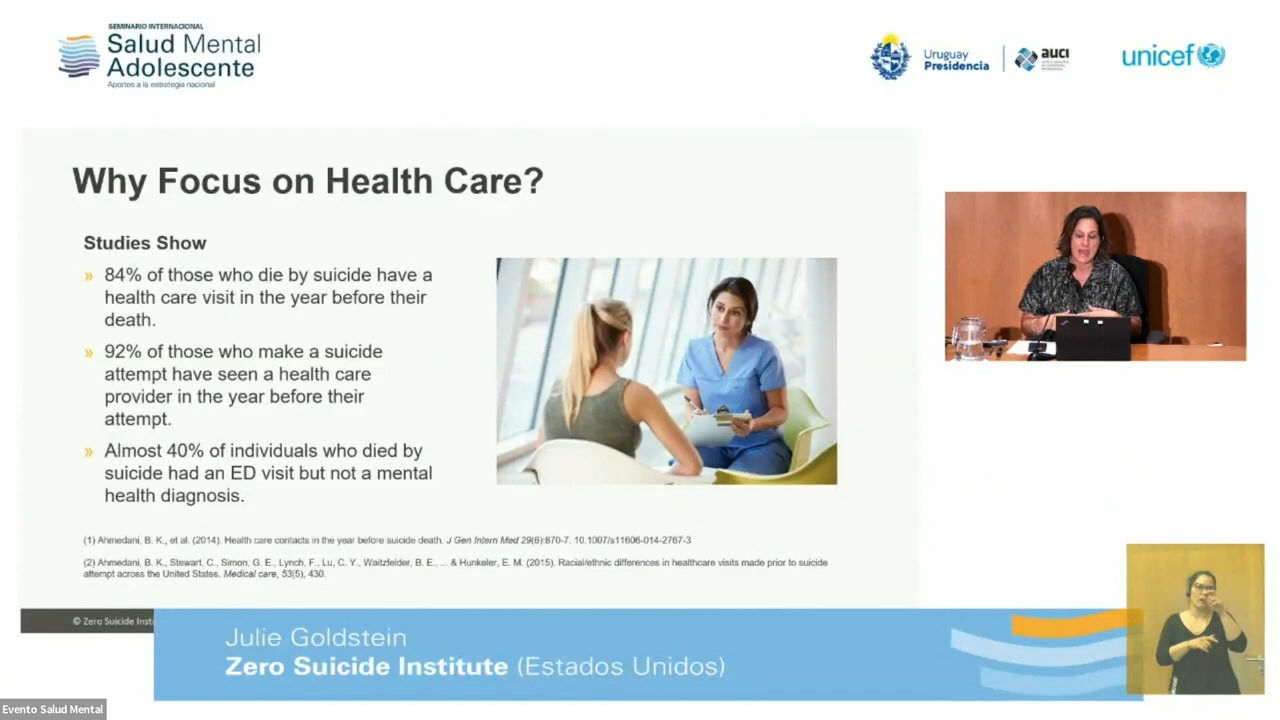 SEMINARIO INTERNACIONAL
Salud Mental
Adolescente
Aportes a la estrategia nacional
Uruguay
Presidencia
auci
unicef
Why Focus on Health Care?
Studies Show
» 84% of those who die by suicide have a
health care visit in the year before their
death.
» 92% of those who make a suicide
attempt have seen a health care
provider in the year before their
attempt.
» Almost 40% of individuals who died by
suicide had an ED visit but not a mental
health diagnosis.
(1) Ahmedani, B. K., et al. (2014). Health care contacts in the year before suicide death. J Gen Intern Med 29(6):870-7. 10.1007/s11606-014-2767-3
(2) Ahmedani, B. K., Stewart, C., Simon, G. E., Lynch, F., Lu, C. Y., Waitzfelder, B. E., ... & Hunkeler, E. M. (2015). Racial/ethnic differences in healthcare visits made prior to suicide
attempt across the United States. Medical care, 53(5), 430.
© Zero Suicide Insti
Julie Goldstein
Zero Suicide Institute (Estados Unidos)
Evento Salud Mental